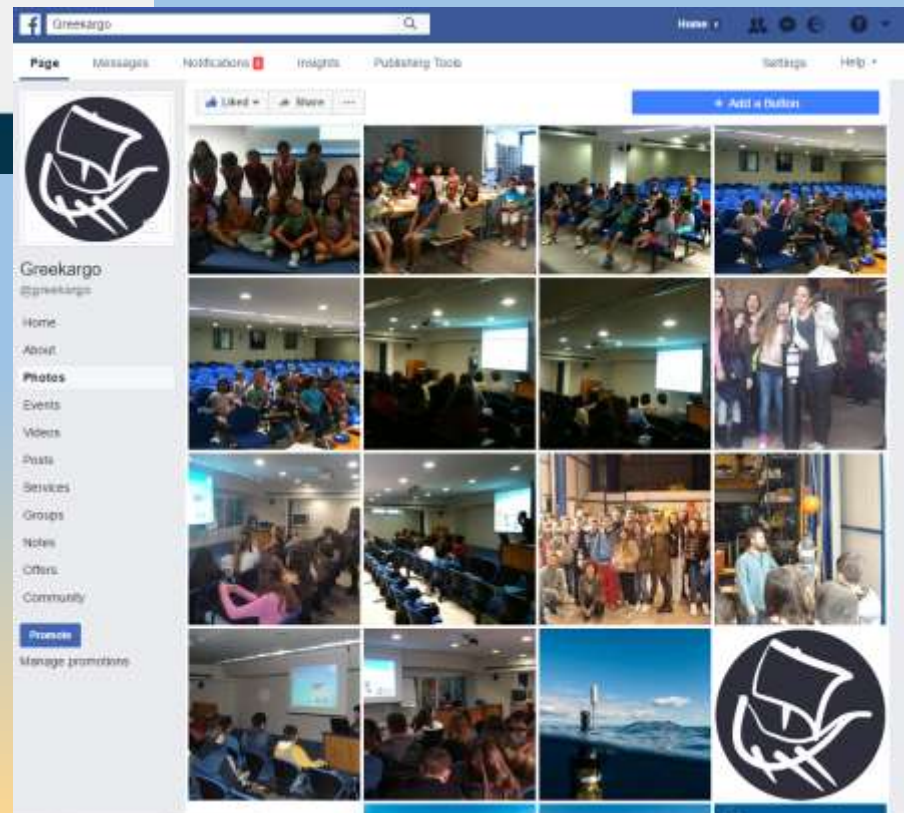 Greekargo
Home
Page Messages Notifications Insights Publishing Tools Settings Help
Liked Share
+ Add a Button
Greekargo
@greekargo
Home
About
Photos
Events
Videos
Posts
Services
Groups
Notes
Offers
Community
Promote
Manage promotions